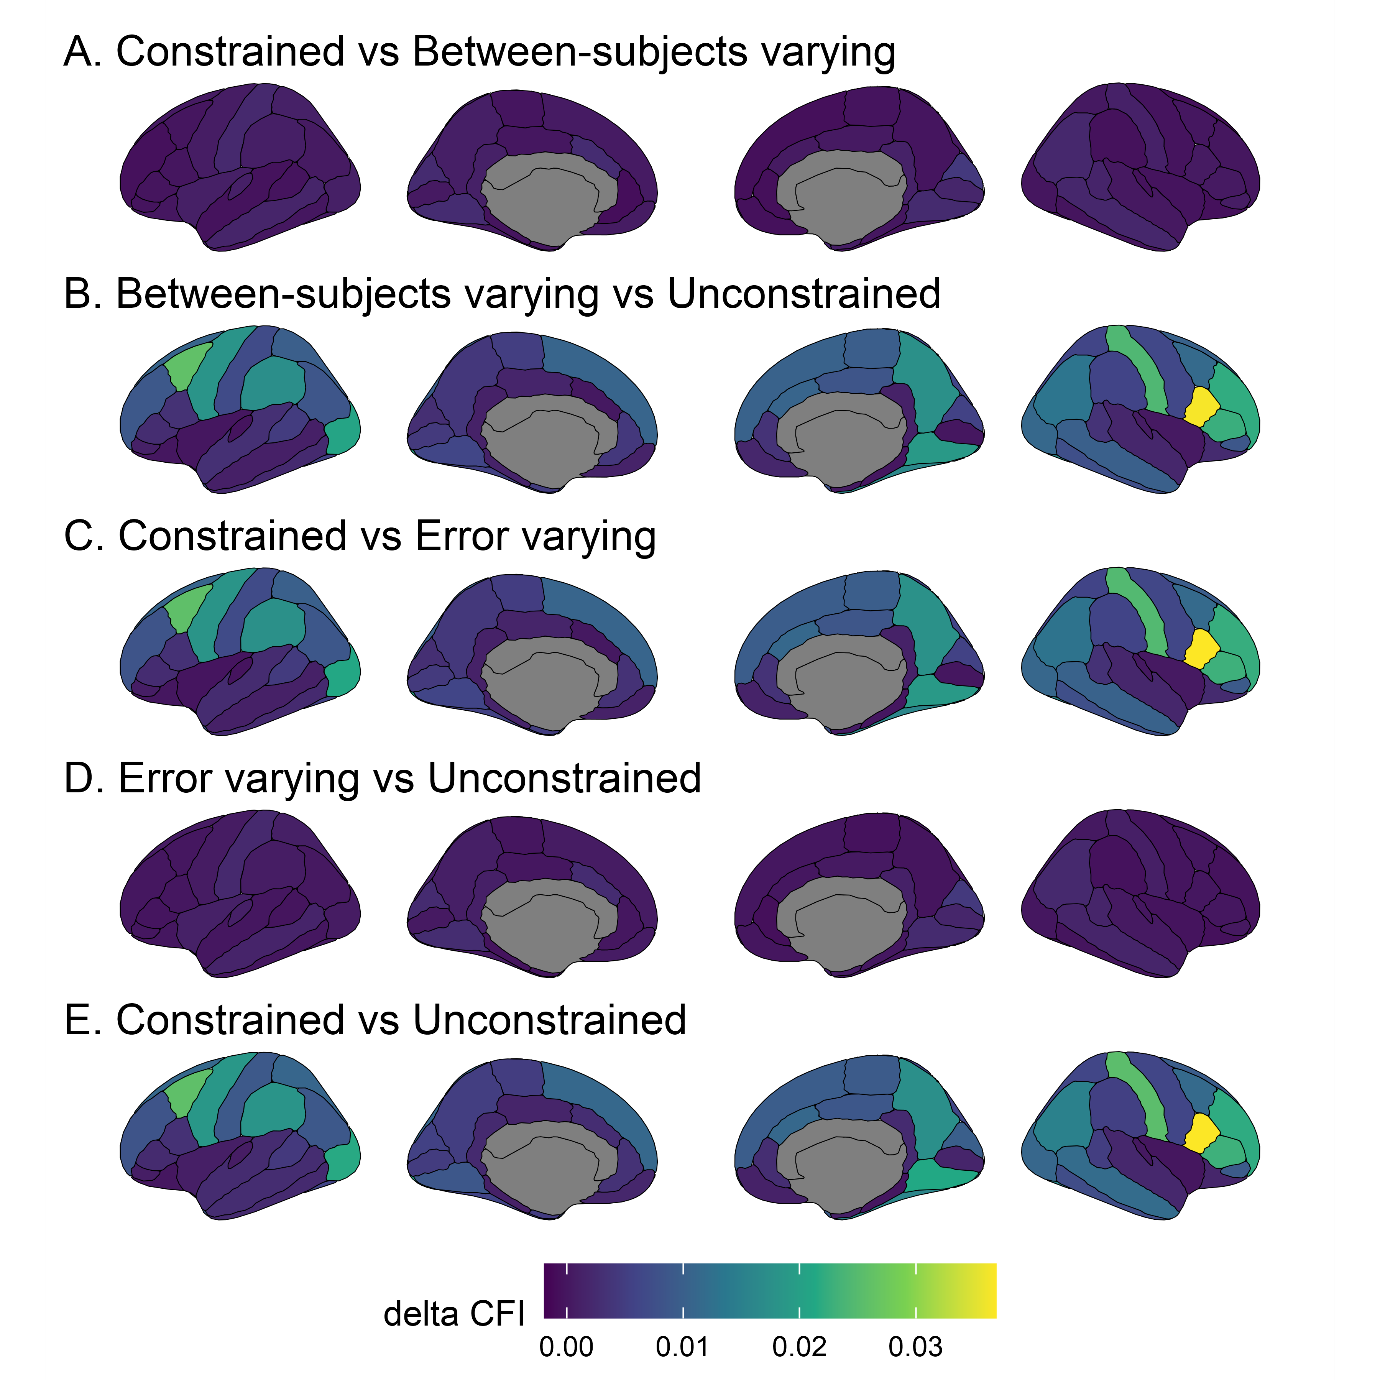 A. Constrained vs Between-subjects varying
B. Between-subjects varying vs Unconstrained
C. Constrained vs Error varying
D. Error varying vs Unconstrained
E. Constrained vs Unconstrained
delta CFI
0.00 0.01 0.02 0.03